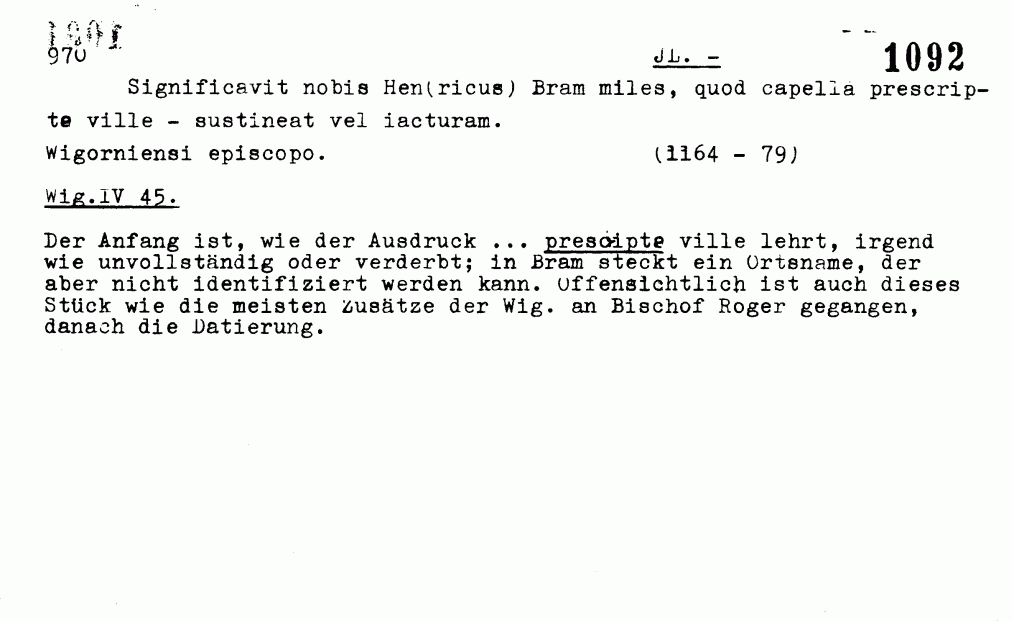 970
JL. - 1092
Significavit nobis Hen(ricus) Bram miles, quod capella prescrip-
te ville - sustineat vel iacturam.
Wigorniensi episcopo. (1164 - 79)
Wig.IV 45.
Der Anfang ist, wie der Ausdruck ... prescipte ville lehrt, irgend
wie unvollständig oder verderbt; in Bram steckt ein Ortsname, der
aber nicht identifiziert werden kann. Offensichtlich ist auch dieses
Stück wie die meisten Zusätze der Wig. an Bischof Roger gegangen,
danach die Datierung.